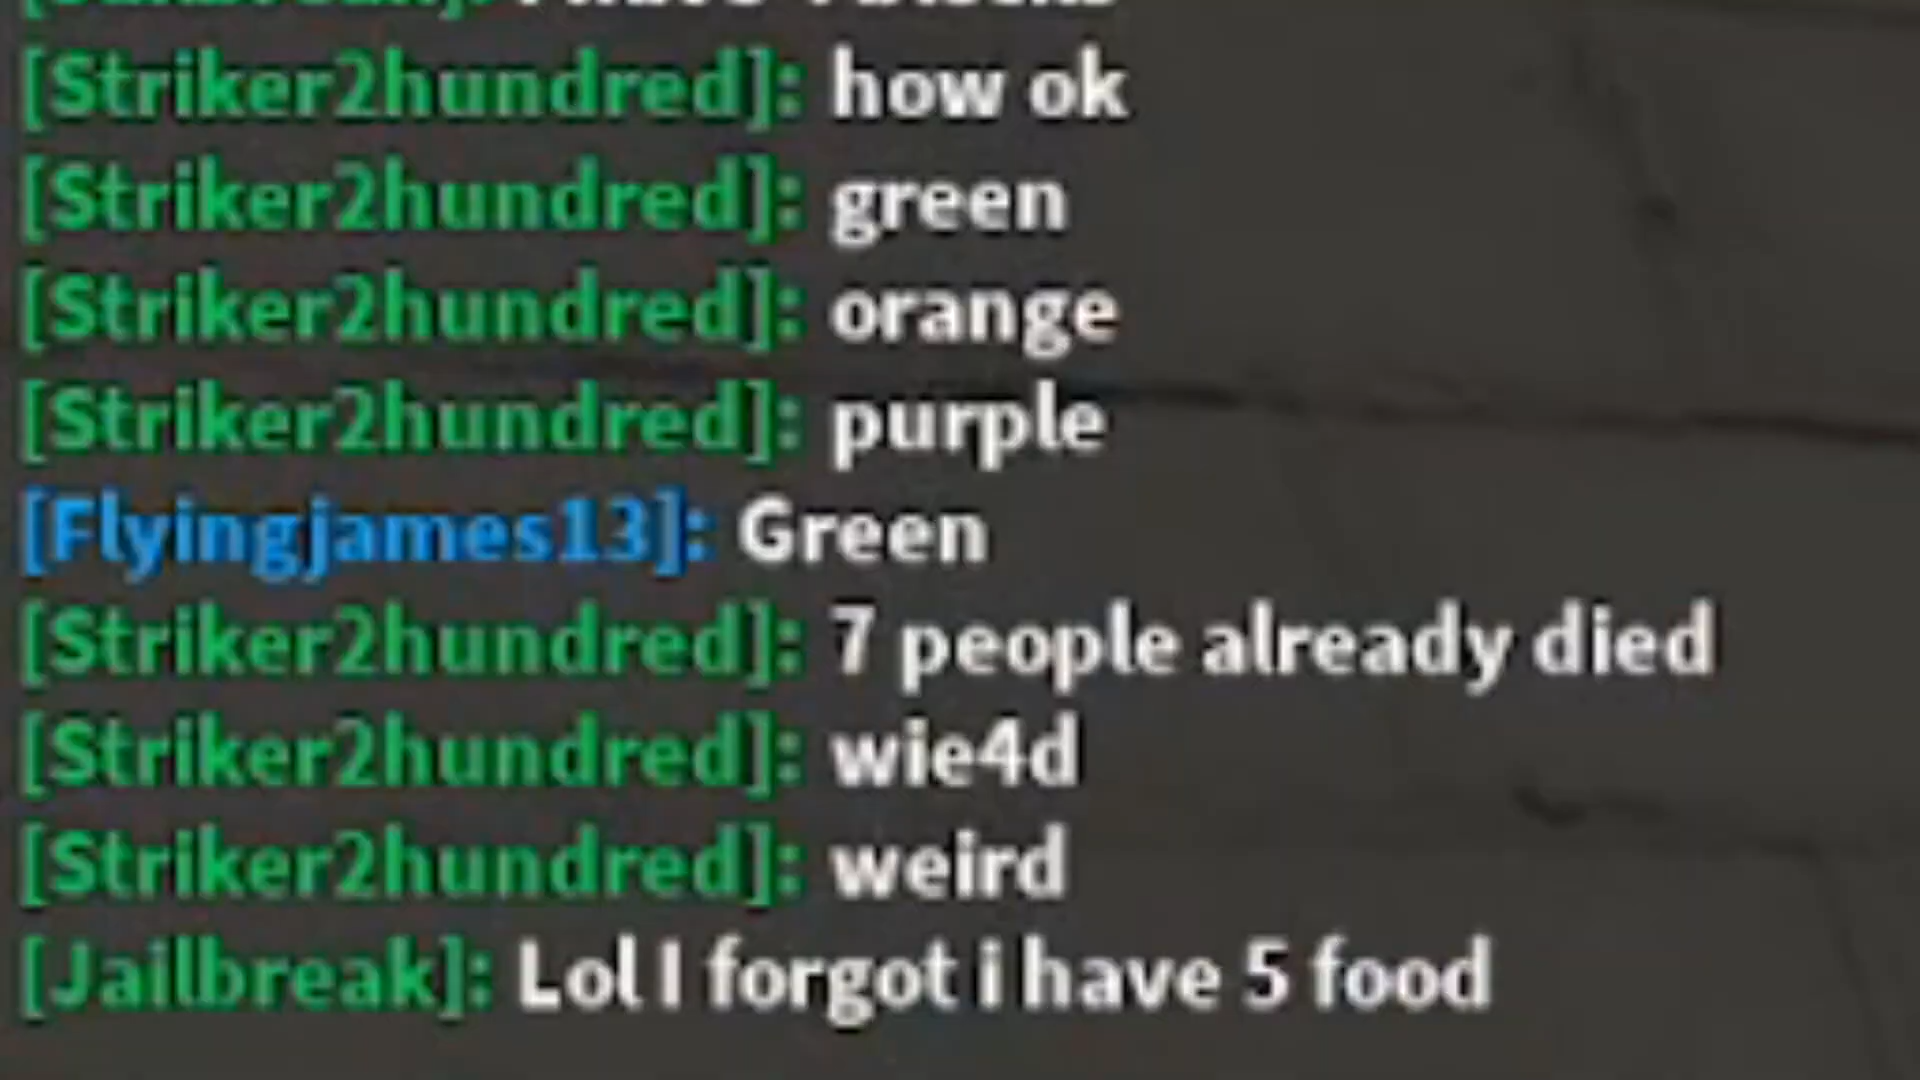 [Striker2hundred]: how ok
[Striker2hundred]: green
[Striker2hundred]: orange
[Striker2hundred]: purple
[Flyingjames13]: Green
[Striker2hundred]: 7 people already died
[Striker2hundred]: wie4d
[Striker2hundred]: weird
[Jailbreak]: Lol I forgot i have 5 food